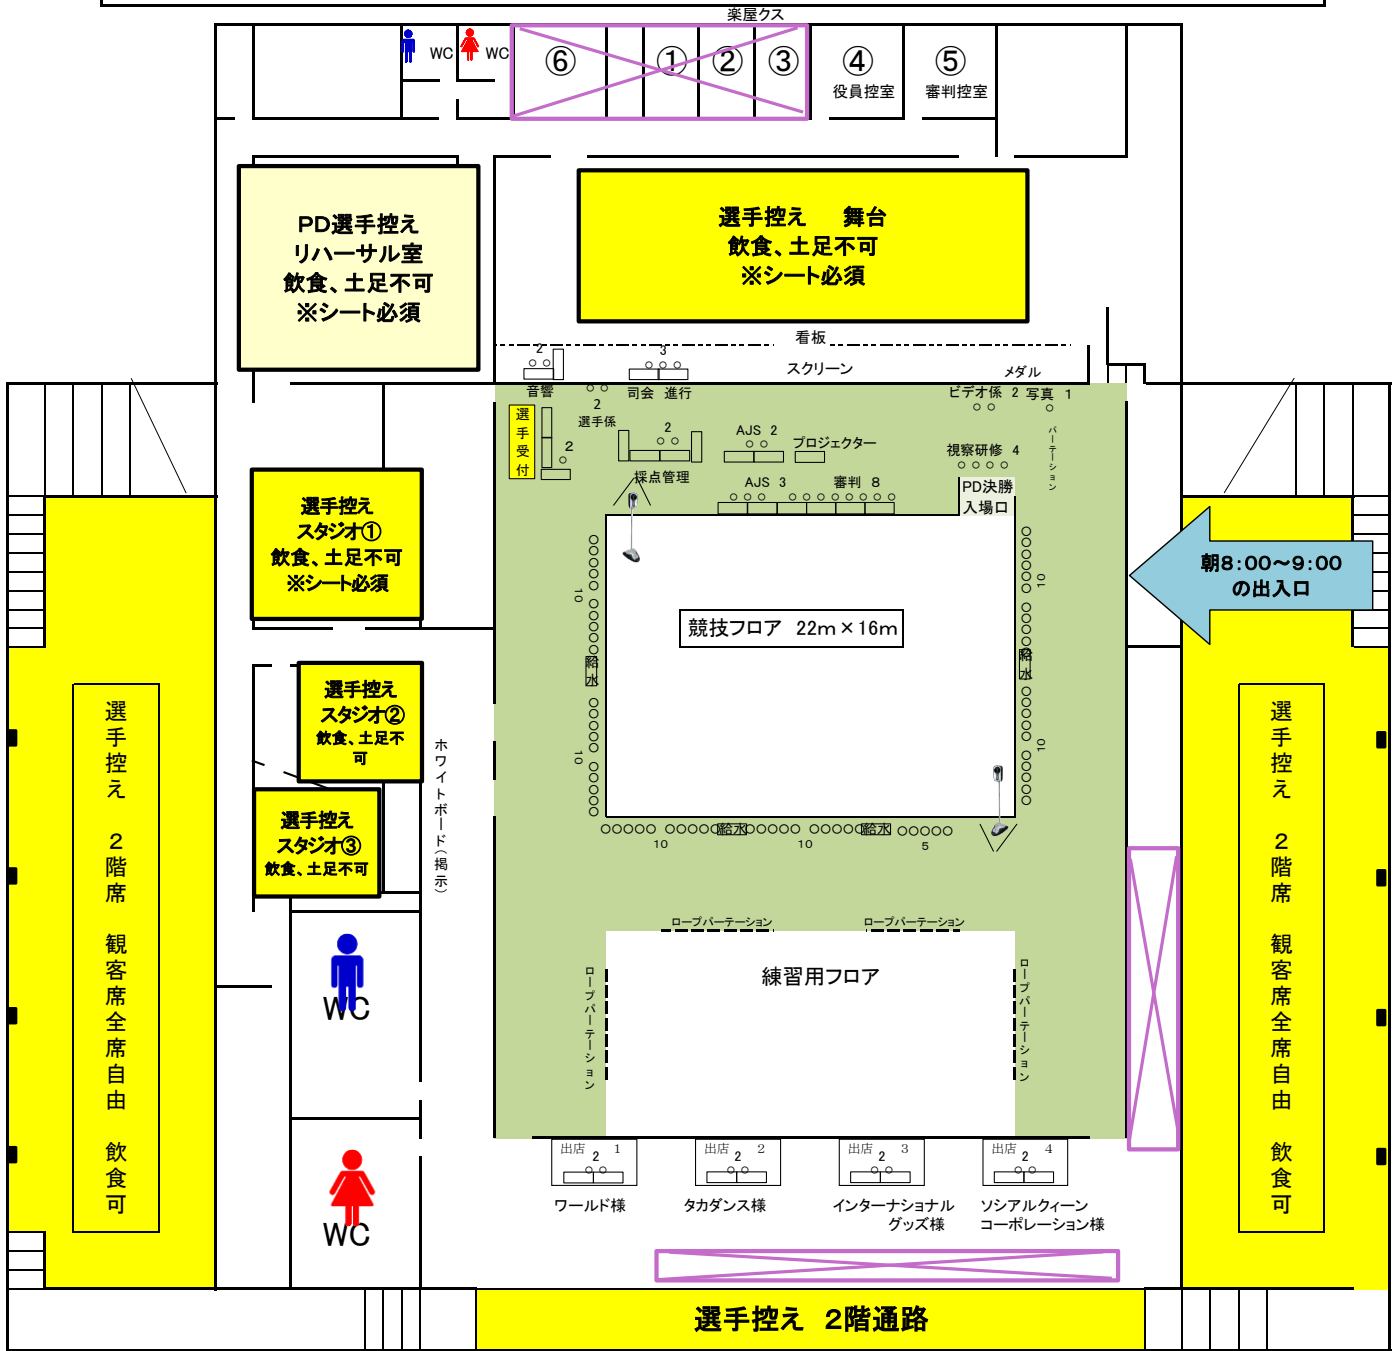 楽屋クス
WC
WC
⑥
①
②
③
④
⑤
役員控室
審判控室
PD選手控え
リハーサル室
飲食、土足不可
※シート必須
選手控え 舞台
飲食、土足不可
※シート必須
看板
スクリーン
メダル
2
音響
3
司会 進行
2
選手係
ビデオ係 2
写真 1
選手受付
2
2
採点管理
AJS 2
プロジェクター
視察研修 4
パーテーション
AJS 3
審判 8
PD決勝
入場口
選手控え
スタジオ①
飲食、土足不可
※シート必須
朝8:00～9:00
の出入口
10
10
競技フロア 22m×16m
給水
給水
選手控え
スタジオ②
飲食、土足不
可
10
10
ホワイトボード(掲示)
選手控え
スタジオ③
飲食、土足不可
給水
給水
10
10
5
選手控え 2階席 観客席全席自由 飲食可
選手控え 2階席 観客席全席自由 飲食可
ロープパーテーション
ロープパーテーション
ロープパーテーション
ロープパーテーション
練習用フロア
WC
WC
出店 1
2
出店 2
2
出店 3
2
出店 4
2
ワールド様
タカダンス様
インターナショナル
グッズ様
ソシアルクィーン
コーポレーション様
選手控え 2階通路